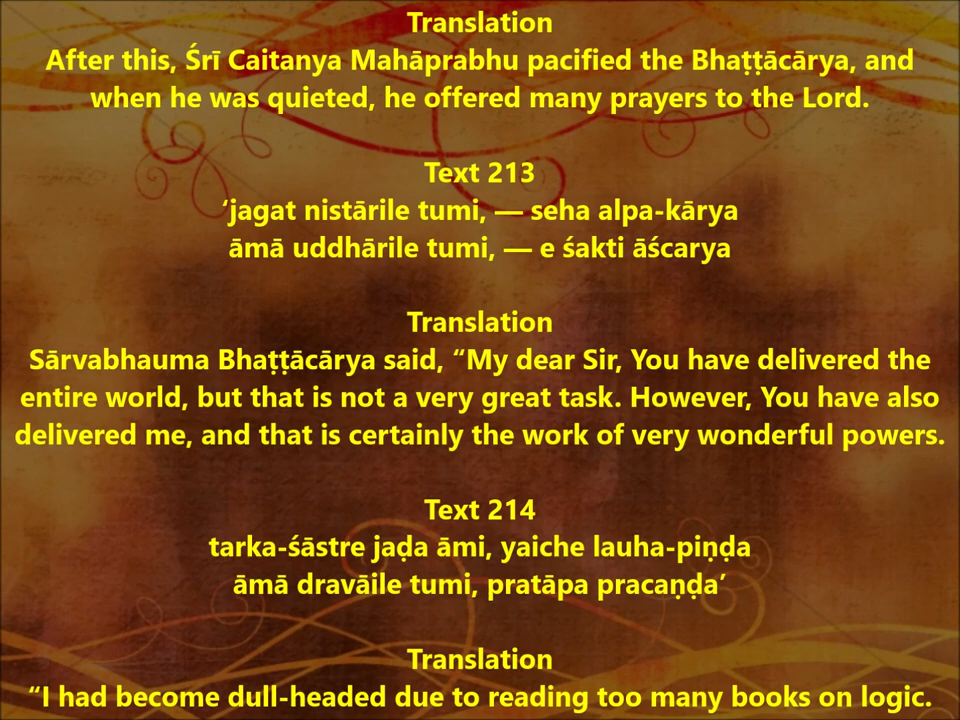 Translation
After this, Śrī Caitanya Mahāprabhu pacified the Bhaṭṭācārya, and
when he was quieted, he offered many prayers to the Lord.
Text 213
‘jagat nistārile tumi, — seha alpa-kārya
āmā uddhārile tumi, — e śakti āścarya
Translation
Sārvabhauma Bhaṭṭācārya said, “My dear Sir, You have delivered the
entire world, but that is not a very great task. However, You have also
delivered me, and that is certainly the work of very wonderful powers.
Text 214
tarka-śāstre jaḍa āmi, yaiche lauha-piṇḍa
āmā dravāile tumi, pratāpa pracaṇḍa’
Translation
“I had become dull-headed due to reading too many books on logic.